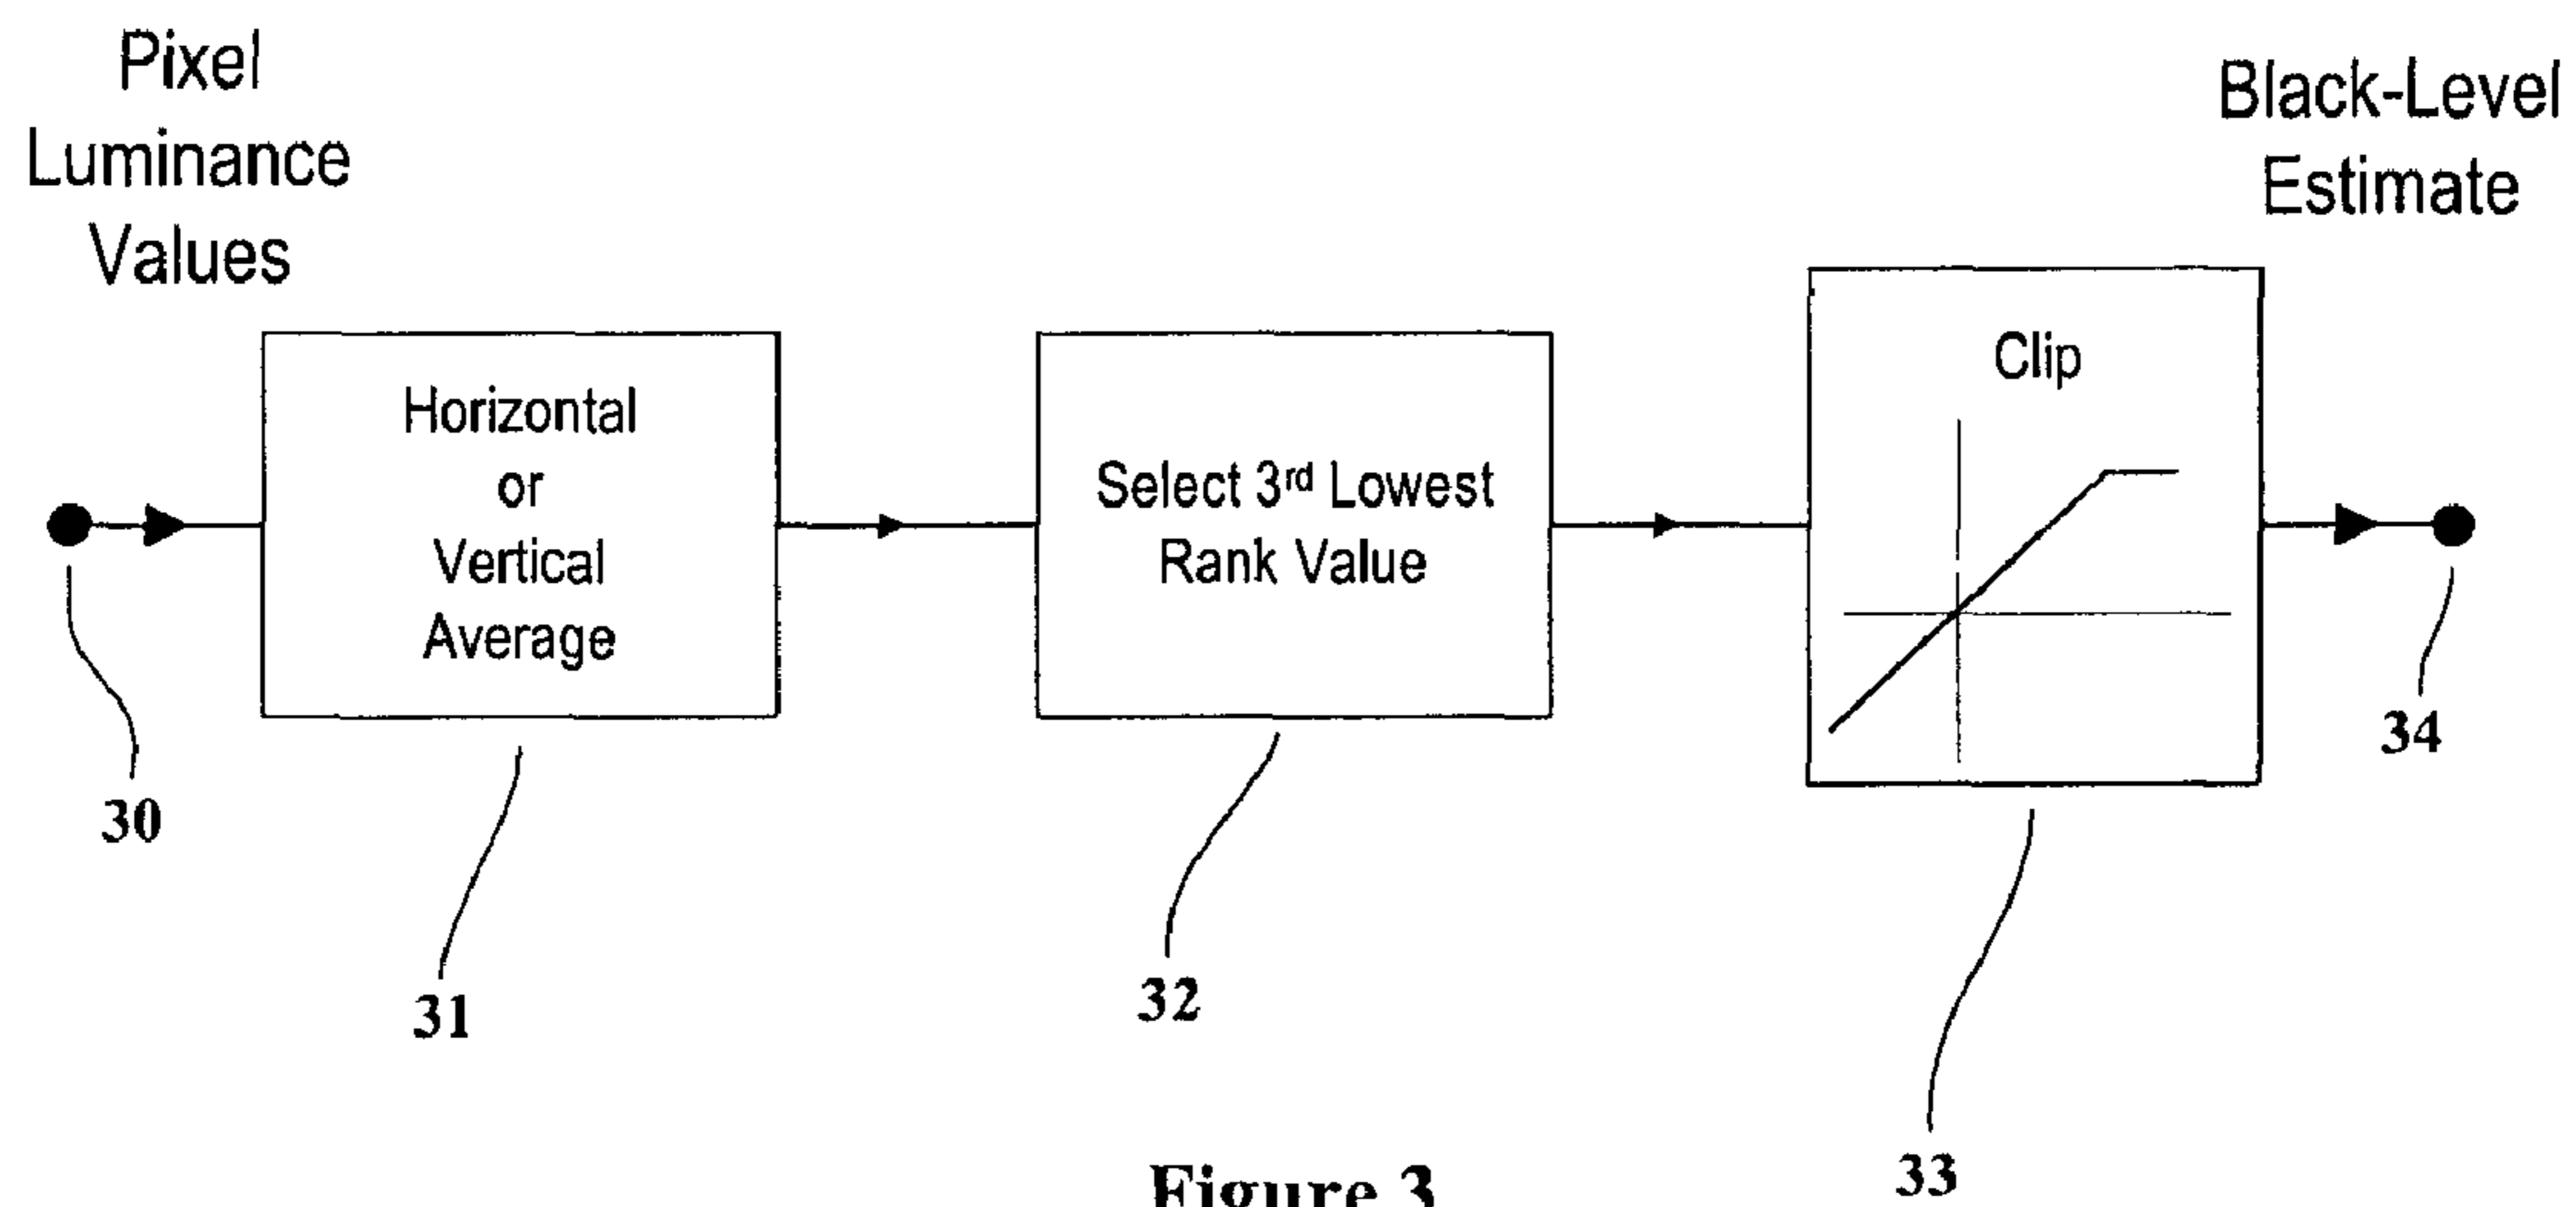 Pixel
Luminance
Values
Black-Level
Estimate
Horizontal
or
Vertical
Average
Select 3rd Lowest
Rank Value
Clip
30
31
32
33
34
Figure 3